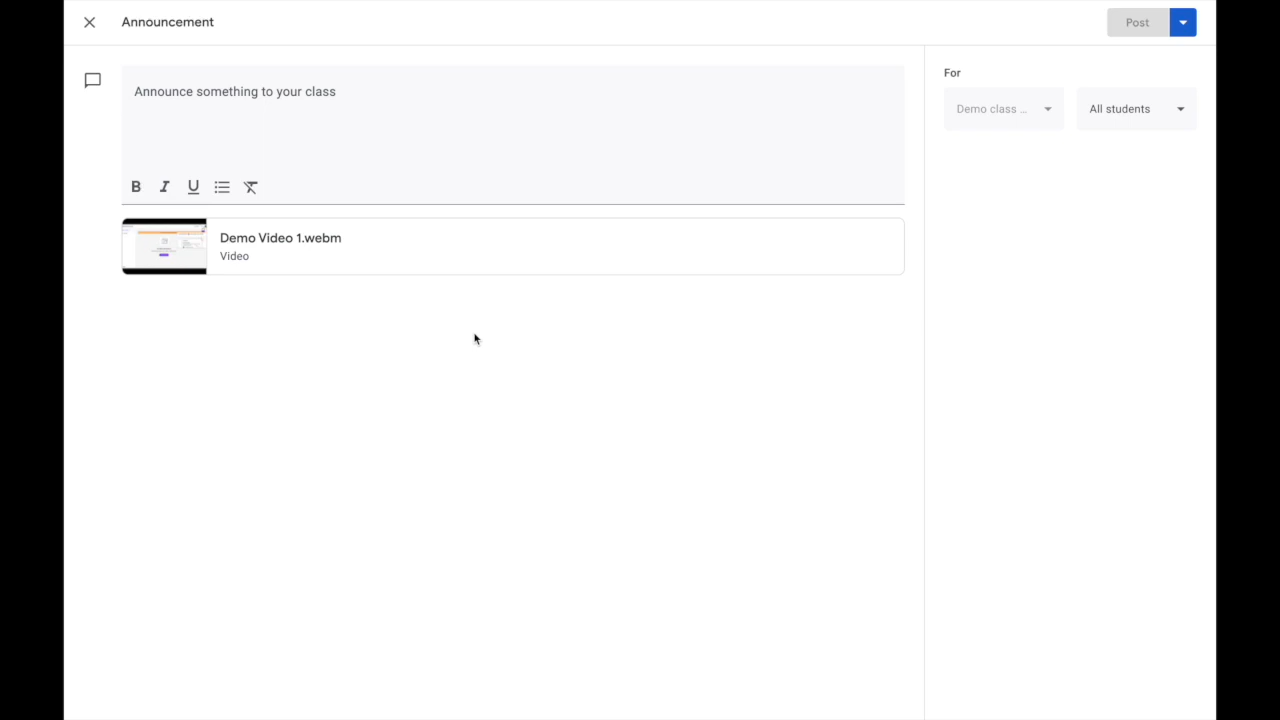 Announcement
Post
Announce something to your class
B I U
Demo Video 1.webm
Video
For
Demo class ...
All students